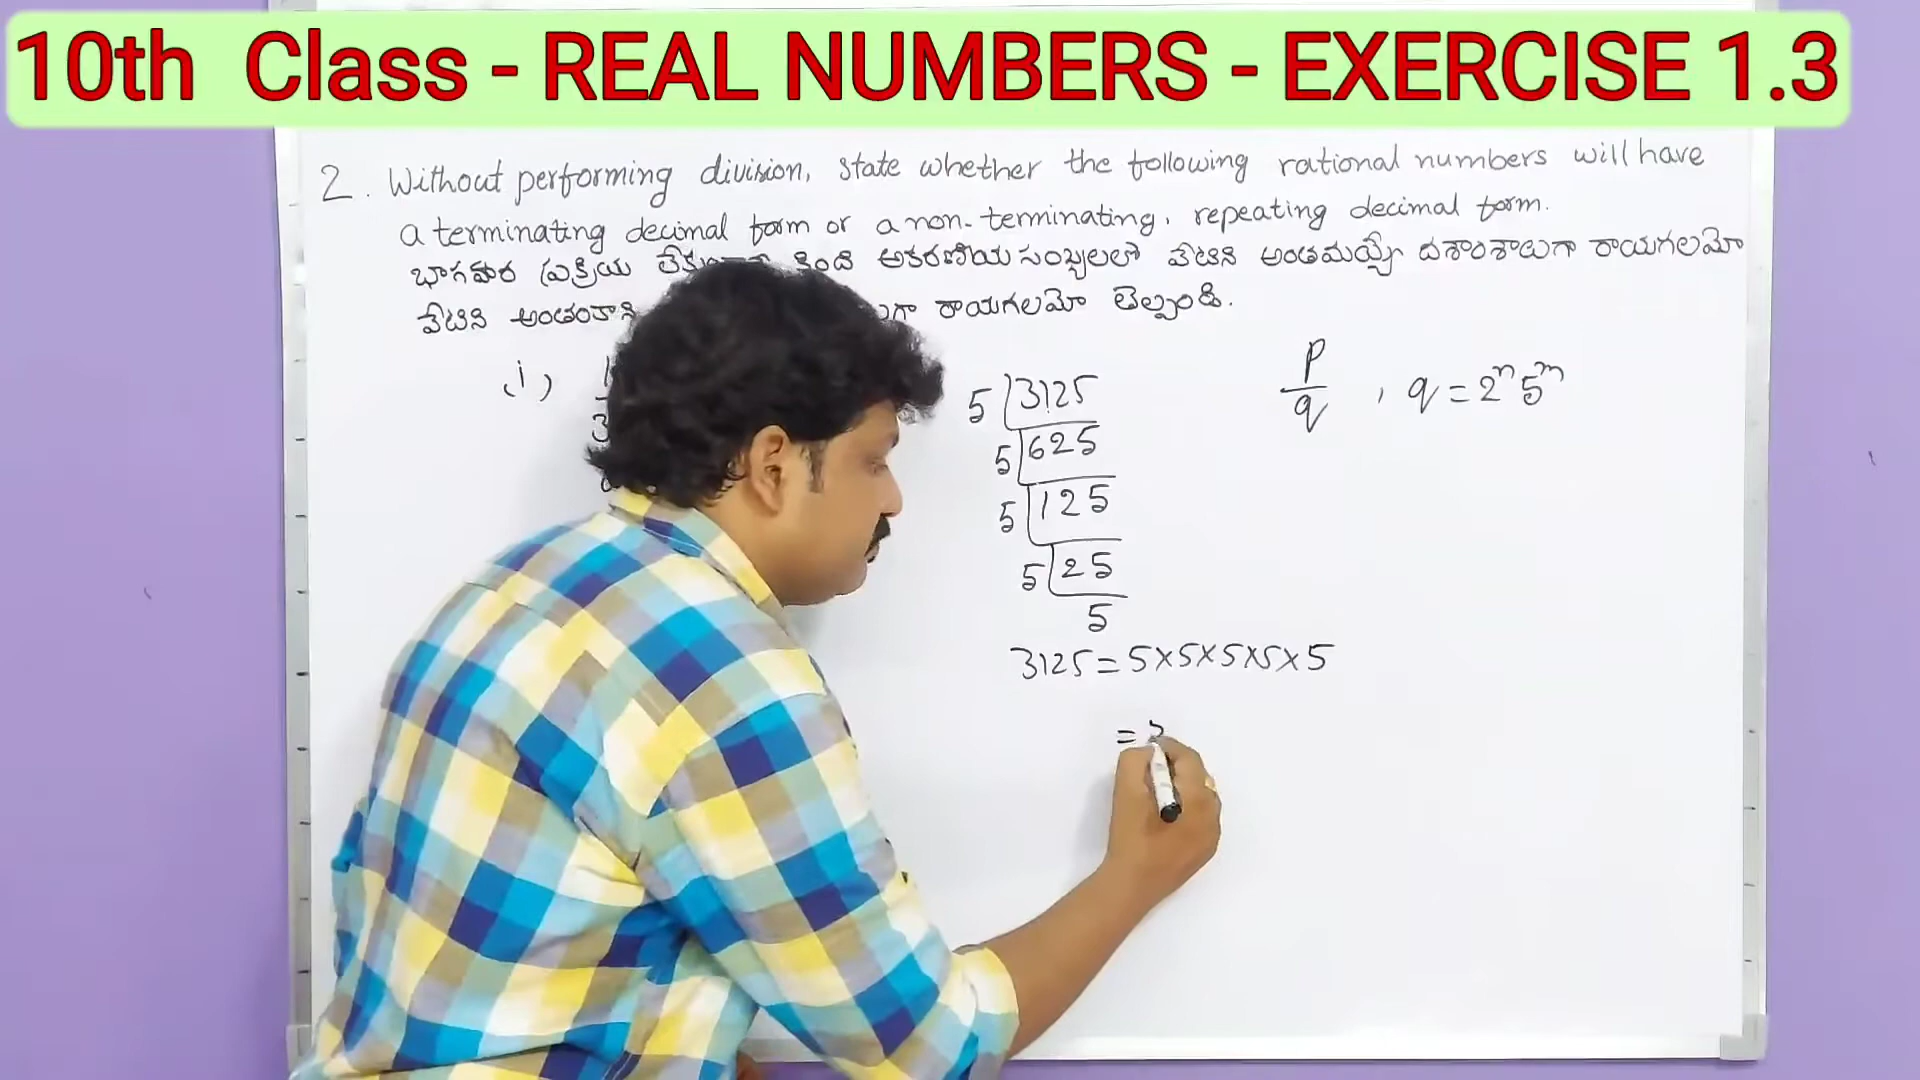 10th Class - REAL NUMBERS - EXERCISE 1.3
2. Without performing division, state whether the following rational numbers will have
a terminating decimal form or a non-terminating, repeating decimal form.
భాగహార ప్రక్రియ కింది అకరణీయ సంఖ్యలలో వేటిని అంతమయ్యే దశాంశాలుగా రాయగలమో
వేటిని అంతంకాని రాయగలమో తెల్పండి.
(i)
5 | 3125
5 | 625
5 | 125
5 | 25
5
p/q , q = 2ⁿ 5ᵐ
3125 = 5×5×5×5×5
=